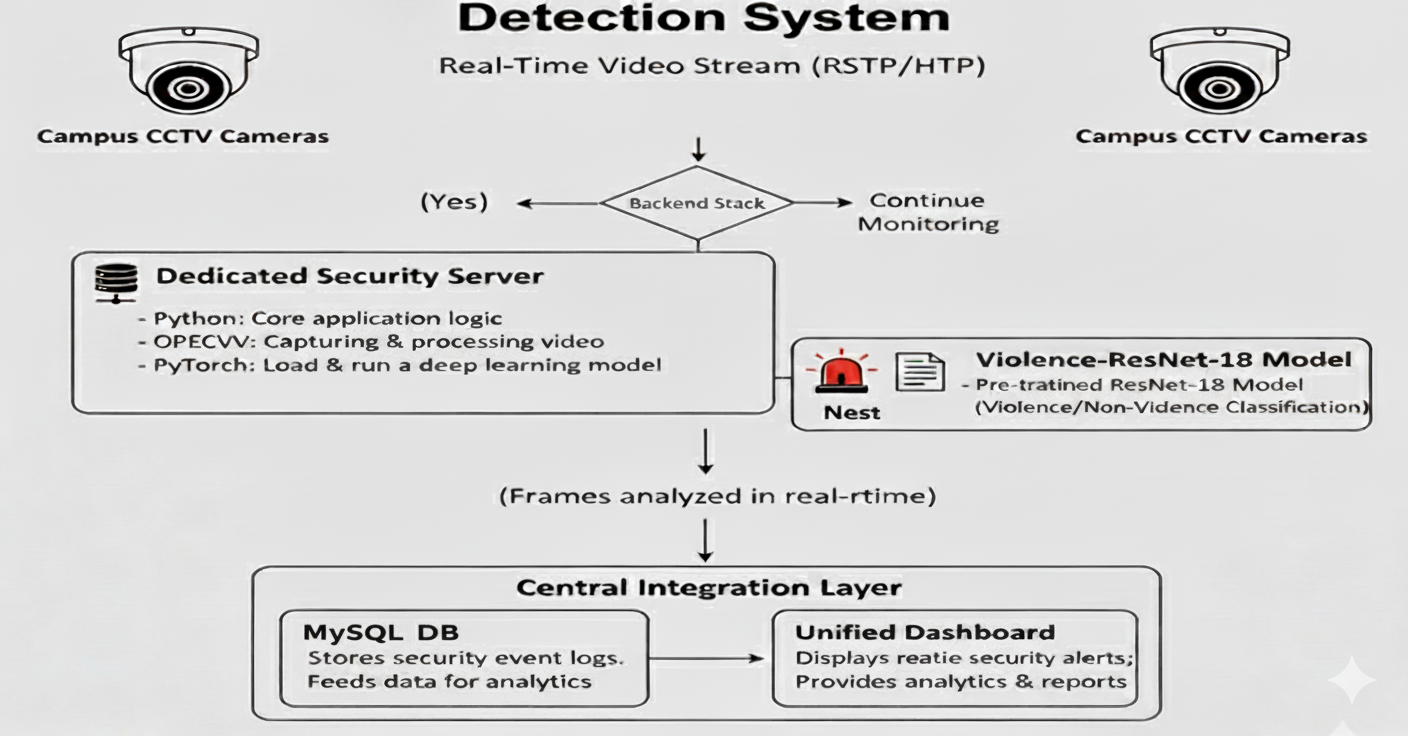 Detection System
Real-Time Video Stream (RSTP/HTP)
Campus CCTV Cameras
Campus CCTV Cameras
(Yes)
Backend Stack
Continue
Monitoring
Dedicated Security Server
- Python: Core application logic
- OPECVV: Capturing & processing video
- PyTorch: Load & run a deep learning model
Nest
Violence-ResNet-18 Model
- Pre-tratined ResNet-18 Model
(Violence/Non-Vidence Classification)
(Frames analyzed in real-rtime)
Central Integration Layer
MySQL DB
Stores security event logs.
Feeds data for analytics
Unified Dashboard
Displays reatie security alerts;
Provides analytics & reports